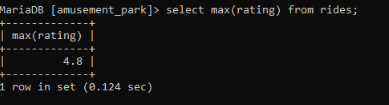 MariaDB [amusement_park]> select max(rating) from rides;
+-------------+
| max(rating) |
+-------------+
|         4.8 |
+-------------+
1 row in set (0.124 sec)